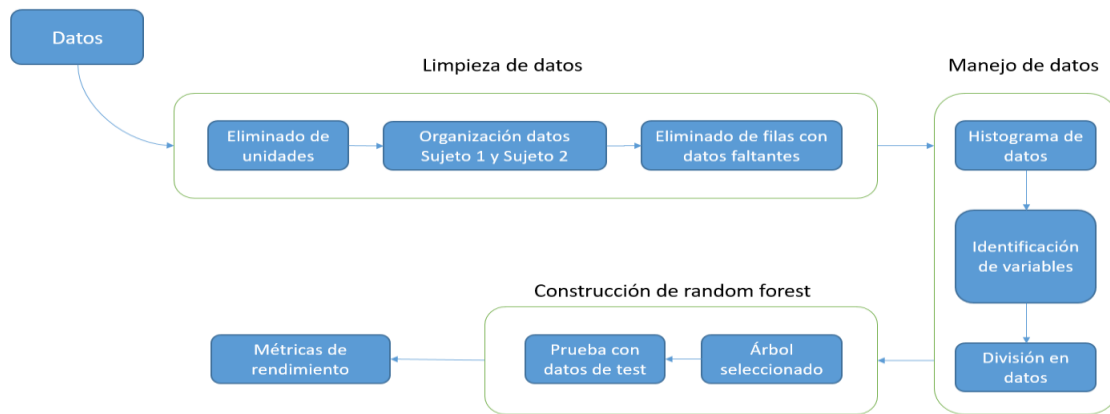 Datos
Limpieza de datos
Eliminado de
unidades
Organización datos
Sujeto 1 y Sujeto 2
Eliminado de filas con
datos faltantes
Manejo de datos
Histograma de
datos
Identificación
de variables
División en
datos
Construcción de random forest
Árbol
seleccionado
Prueba con
datos de test
Métricas de
rendimiento